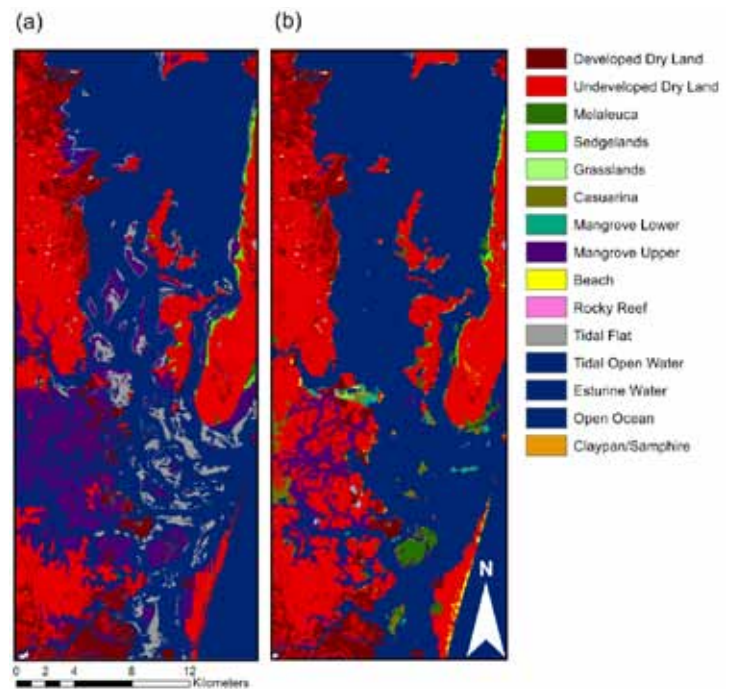 (a)
(b)
Developed Dry Land
Undeveloped Dry Land
Melaleuca
Sedgelands
Grasslands
Casuarina
Mangrove Lower
Mangrove Upper
Beach
Rocky Reef
Tidal Flat
Tidal Open Water
Esturine Water
Open Ocean
Claypan/Samphire
N
0 2 4 8 12
Kilometers